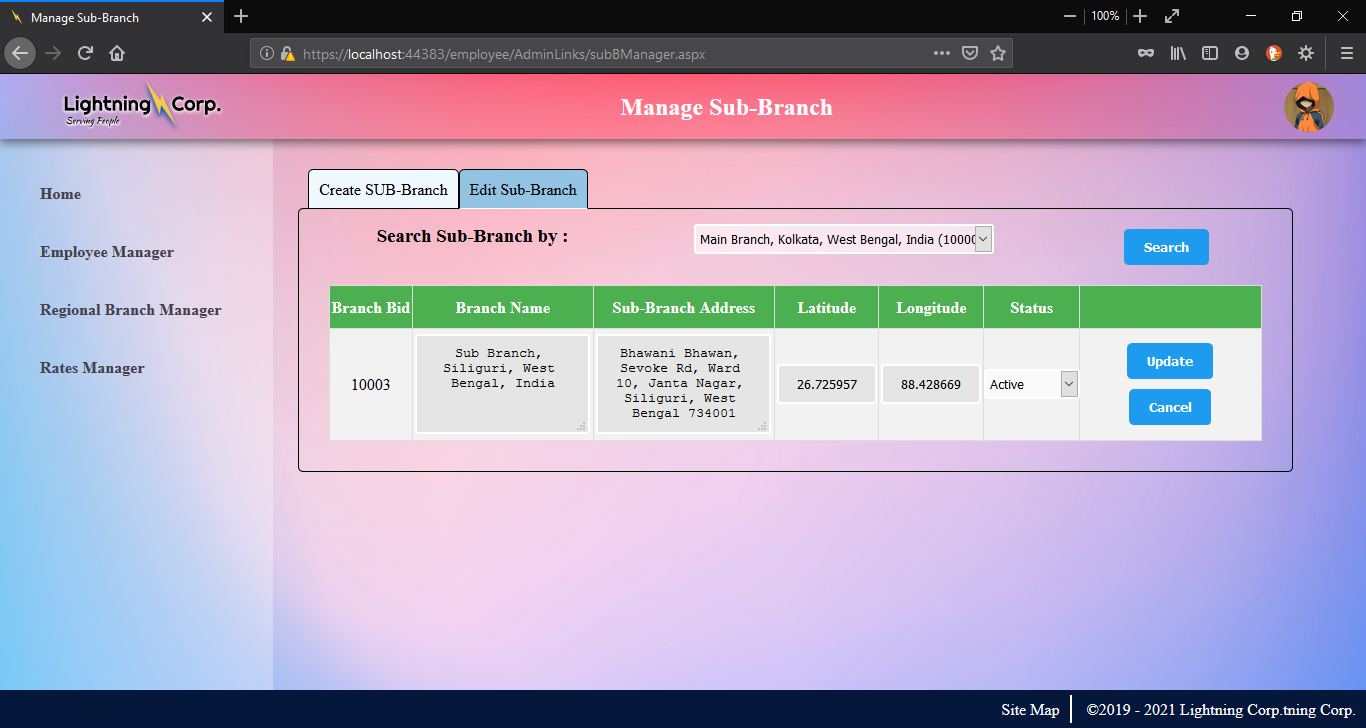 Manage Sub-Branch
100%
https://localhost:44383/employee/AdminLinks/subBManager.aspx
Lightning Corp.
Serving People
Manage Sub-Branch
Home
Employee Manager
Regional Branch Manager
Rates Manager
Create SUB-Branch Edit Sub-Branch
Search Sub-Branch by :
Main Branch, Kolkata, West Bengal, India (1000
Search
Branch Bid Branch Name Sub-Branch Address Latitude Longitude Status
10003
Sub Branch,
Siliguri, West
Bengal, India
Bhawani Bhawan,
Sevoke Rd, Ward
10, Janta Nagar,
Siliguri, West
Bengal 734001
26.725957
88.428669
Active
Update
Cancel
Site Map
©2019 - 2021 Lightning Corp.tning Corp.